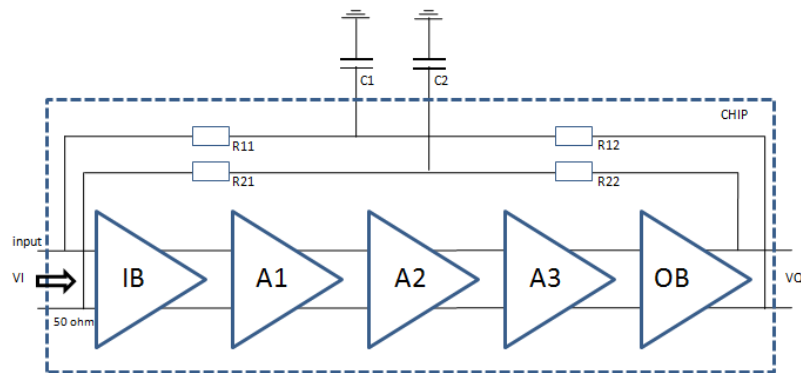 C1
C2
CHIP
R11
R12
R21
R22
input
IB
A1
A2
A3
OB
VI
VO
50 ohm